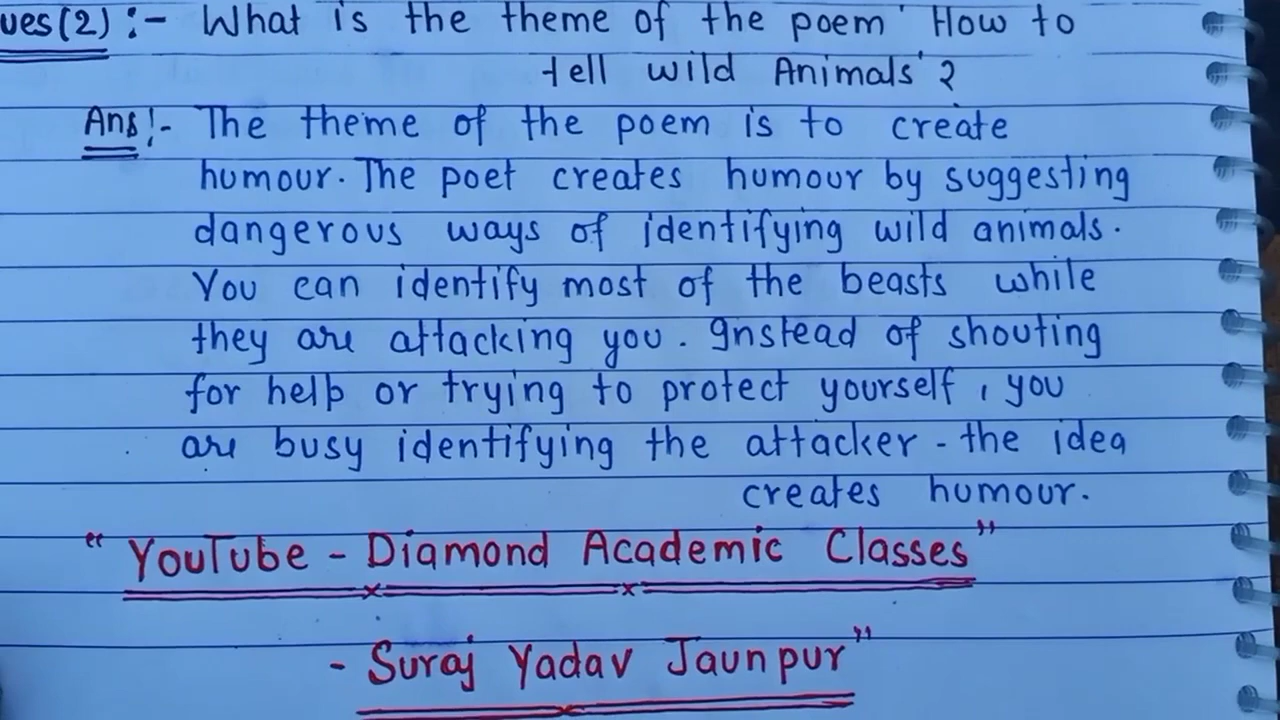 ues(2) :- What is the theme of the poem ' How to
tell wild Animals' ?
Ans :- The theme of the poem is to create
humour. The poet creates humour by suggesting
dangerous ways of identifying wild animals.
You can identify most of the beasts while
they are attacking you. Instead of shouting
for help or trying to protect yourself, you
are busy identifying the attacker - the idea
creates humour.
"YouTube - Diamond Academic Classes"
- Suraj Yadav Jaunpur"